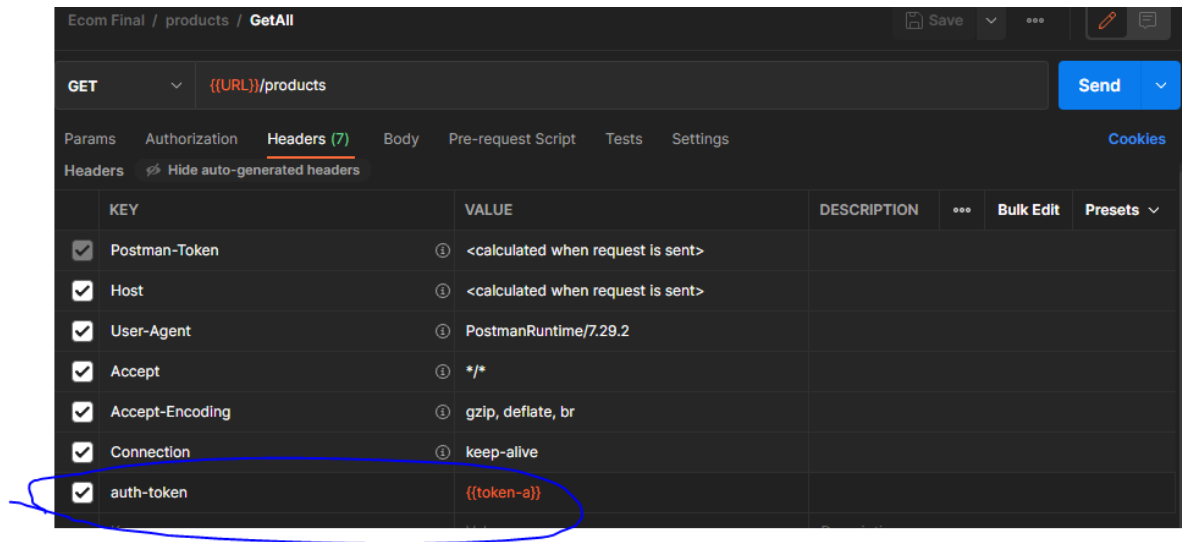 Ecom Final / products / GetAll Save
GET {{URL}}/products Send
Params Authorization Headers (7) Body Pre-request Script Tests Settings Cookies
Headers Hide auto-generated headers
KEY VALUE DESCRIPTION Bulk Edit Presets
Postman-Token <calculated when request is sent>
Host <calculated when request is sent>
User-Agent PostmanRuntime/7.29.2
Accept */*
Accept-Encoding gzip, deflate, br
Connection keep-alive
auth-token {{token-a}}